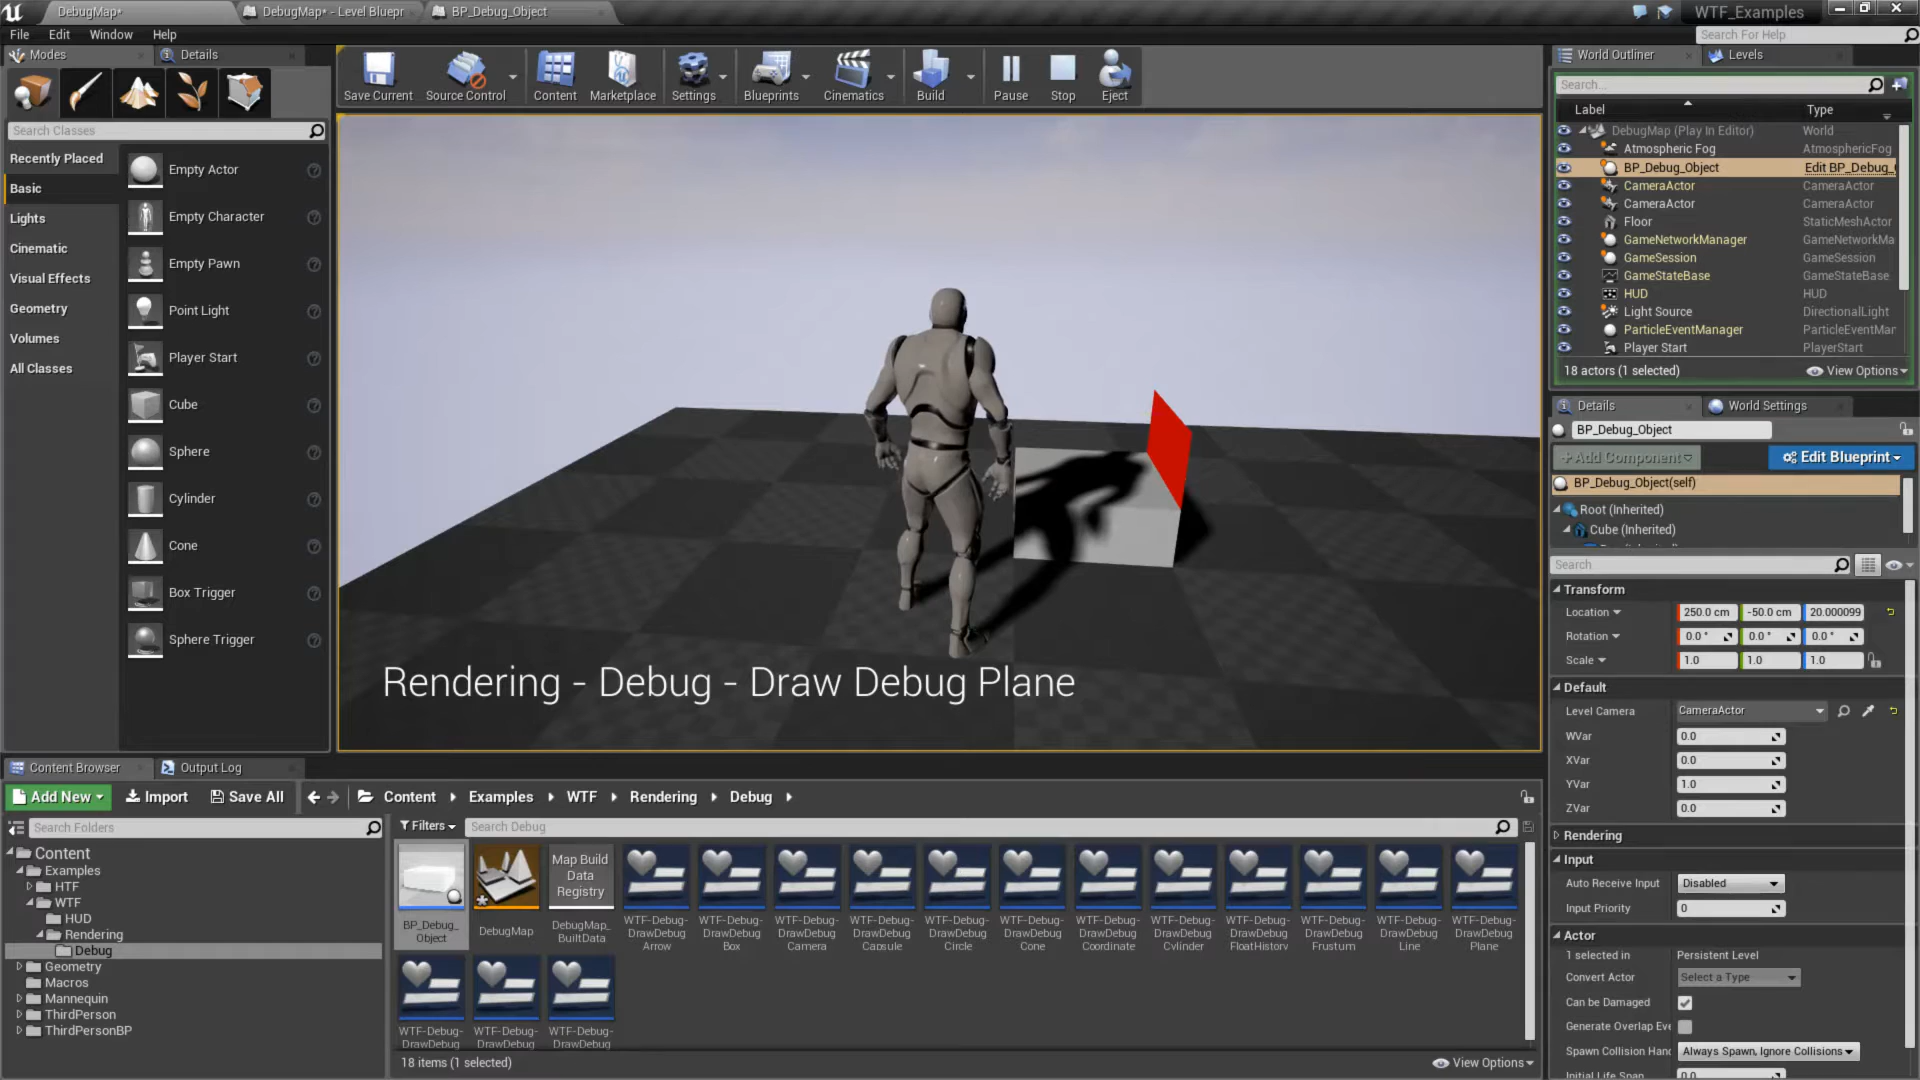 DebugMap*
DebugMap* - Level Bluepr
BP_Debug_Object
WTF_Examples
File Edit Window Help
Search For Help
Modes
Details
Save Current
Source Control
Content
Marketplace
Settings
Blueprints
Cinematics
Build
Pause
Stop
Eject
Search Classes
Recently Placed
Basic
Lights
Cinematic
Visual Effects
Geometry
Volumes
All Classes
Empty Actor
Empty Character
Empty Pawn
Point Light
Player Start
Cube
Sphere
Cylinder
Cone
Box Trigger
Sphere Trigger
Rendering - Debug - Draw Debug Plane
World Outliner
Levels
Search...
Label Type
DebugMap (Play In Editor) World
Atmospheric Fog AtmosphericFog
BP_Debug_Object Edit BP_Debug_
CameraActor CameraActor
CameraActor CameraActor
Floor StaticMeshActor
GameNetworkManager GameNetworkMa
GameSession GameSession
GameStateBase GameStateBase
HUD HUD
Light Source DirectionalLight
ParticleEventManager ParticleEventMan
Player Start PlayerStart
18 actors (1 selected) View Options
Details
World Settings
BP_Debug_Object
+Add Component Edit Blueprint
BP_Debug_Object(self)
Root (Inherited)
Cube (Inherited)
Search
Transform
Location 250.0 cm -50.0 cm 20.000099
Rotation 0.0 ° 0.0 ° 0.0 °
Scale 1.0 1.0 1.0
Default
Level Camera CameraActor
WVar 0.0
XVar 0.0
YVar 1.0
ZVar 0.0
Rendering
Input
Auto Receive Input Disabled
Input Priority 0
Actor
1 selected in Persistent Level
Convert Actor Select a Type
Can be Damaged
Generate Overlap Eve
Spawn Collision Hand Always Spawn, Ignore Collisions
Initial Life Span 0.0
Content Browser
Output Log
Add New Import Save All Content Examples WTF Rendering Debug
Search Folders
Filters Search Debug
Content
Examples
HTF
WTF
HUD
Rendering
Debug
Geometry
Macros
Mannequin
ThirdPerson
ThirdPersonBP
Map Build
Data
Registry
BP_Debug_
Object
DebugMap
DebugMap_
BuiltData
WTF-Debug-
DrawDebug
Arrow
WTF-Debug-
DrawDebug
Box
WTF-Debug-
DrawDebug
Camera
WTF-Debug-
DrawDebug
Capsule
WTF-Debug-
DrawDebug
Circle
WTF-Debug-
DrawDebug
Cone
WTF-Debug-
DrawDebug
Coordinate
WTF-Debug-
DrawDebug
Cylinder
WTF-Debug-
DrawDebug
FloatHistory
WTF-Debug-
DrawDebug
Frustum
WTF-Debug-
DrawDebug
Line
WTF-Debug-
DrawDebug
Plane
WTF-Debug-
DrawDebug
WTF-Debug-
DrawDebug
WTF-Debug-
DrawDebug
18 items (1 selected) View Options